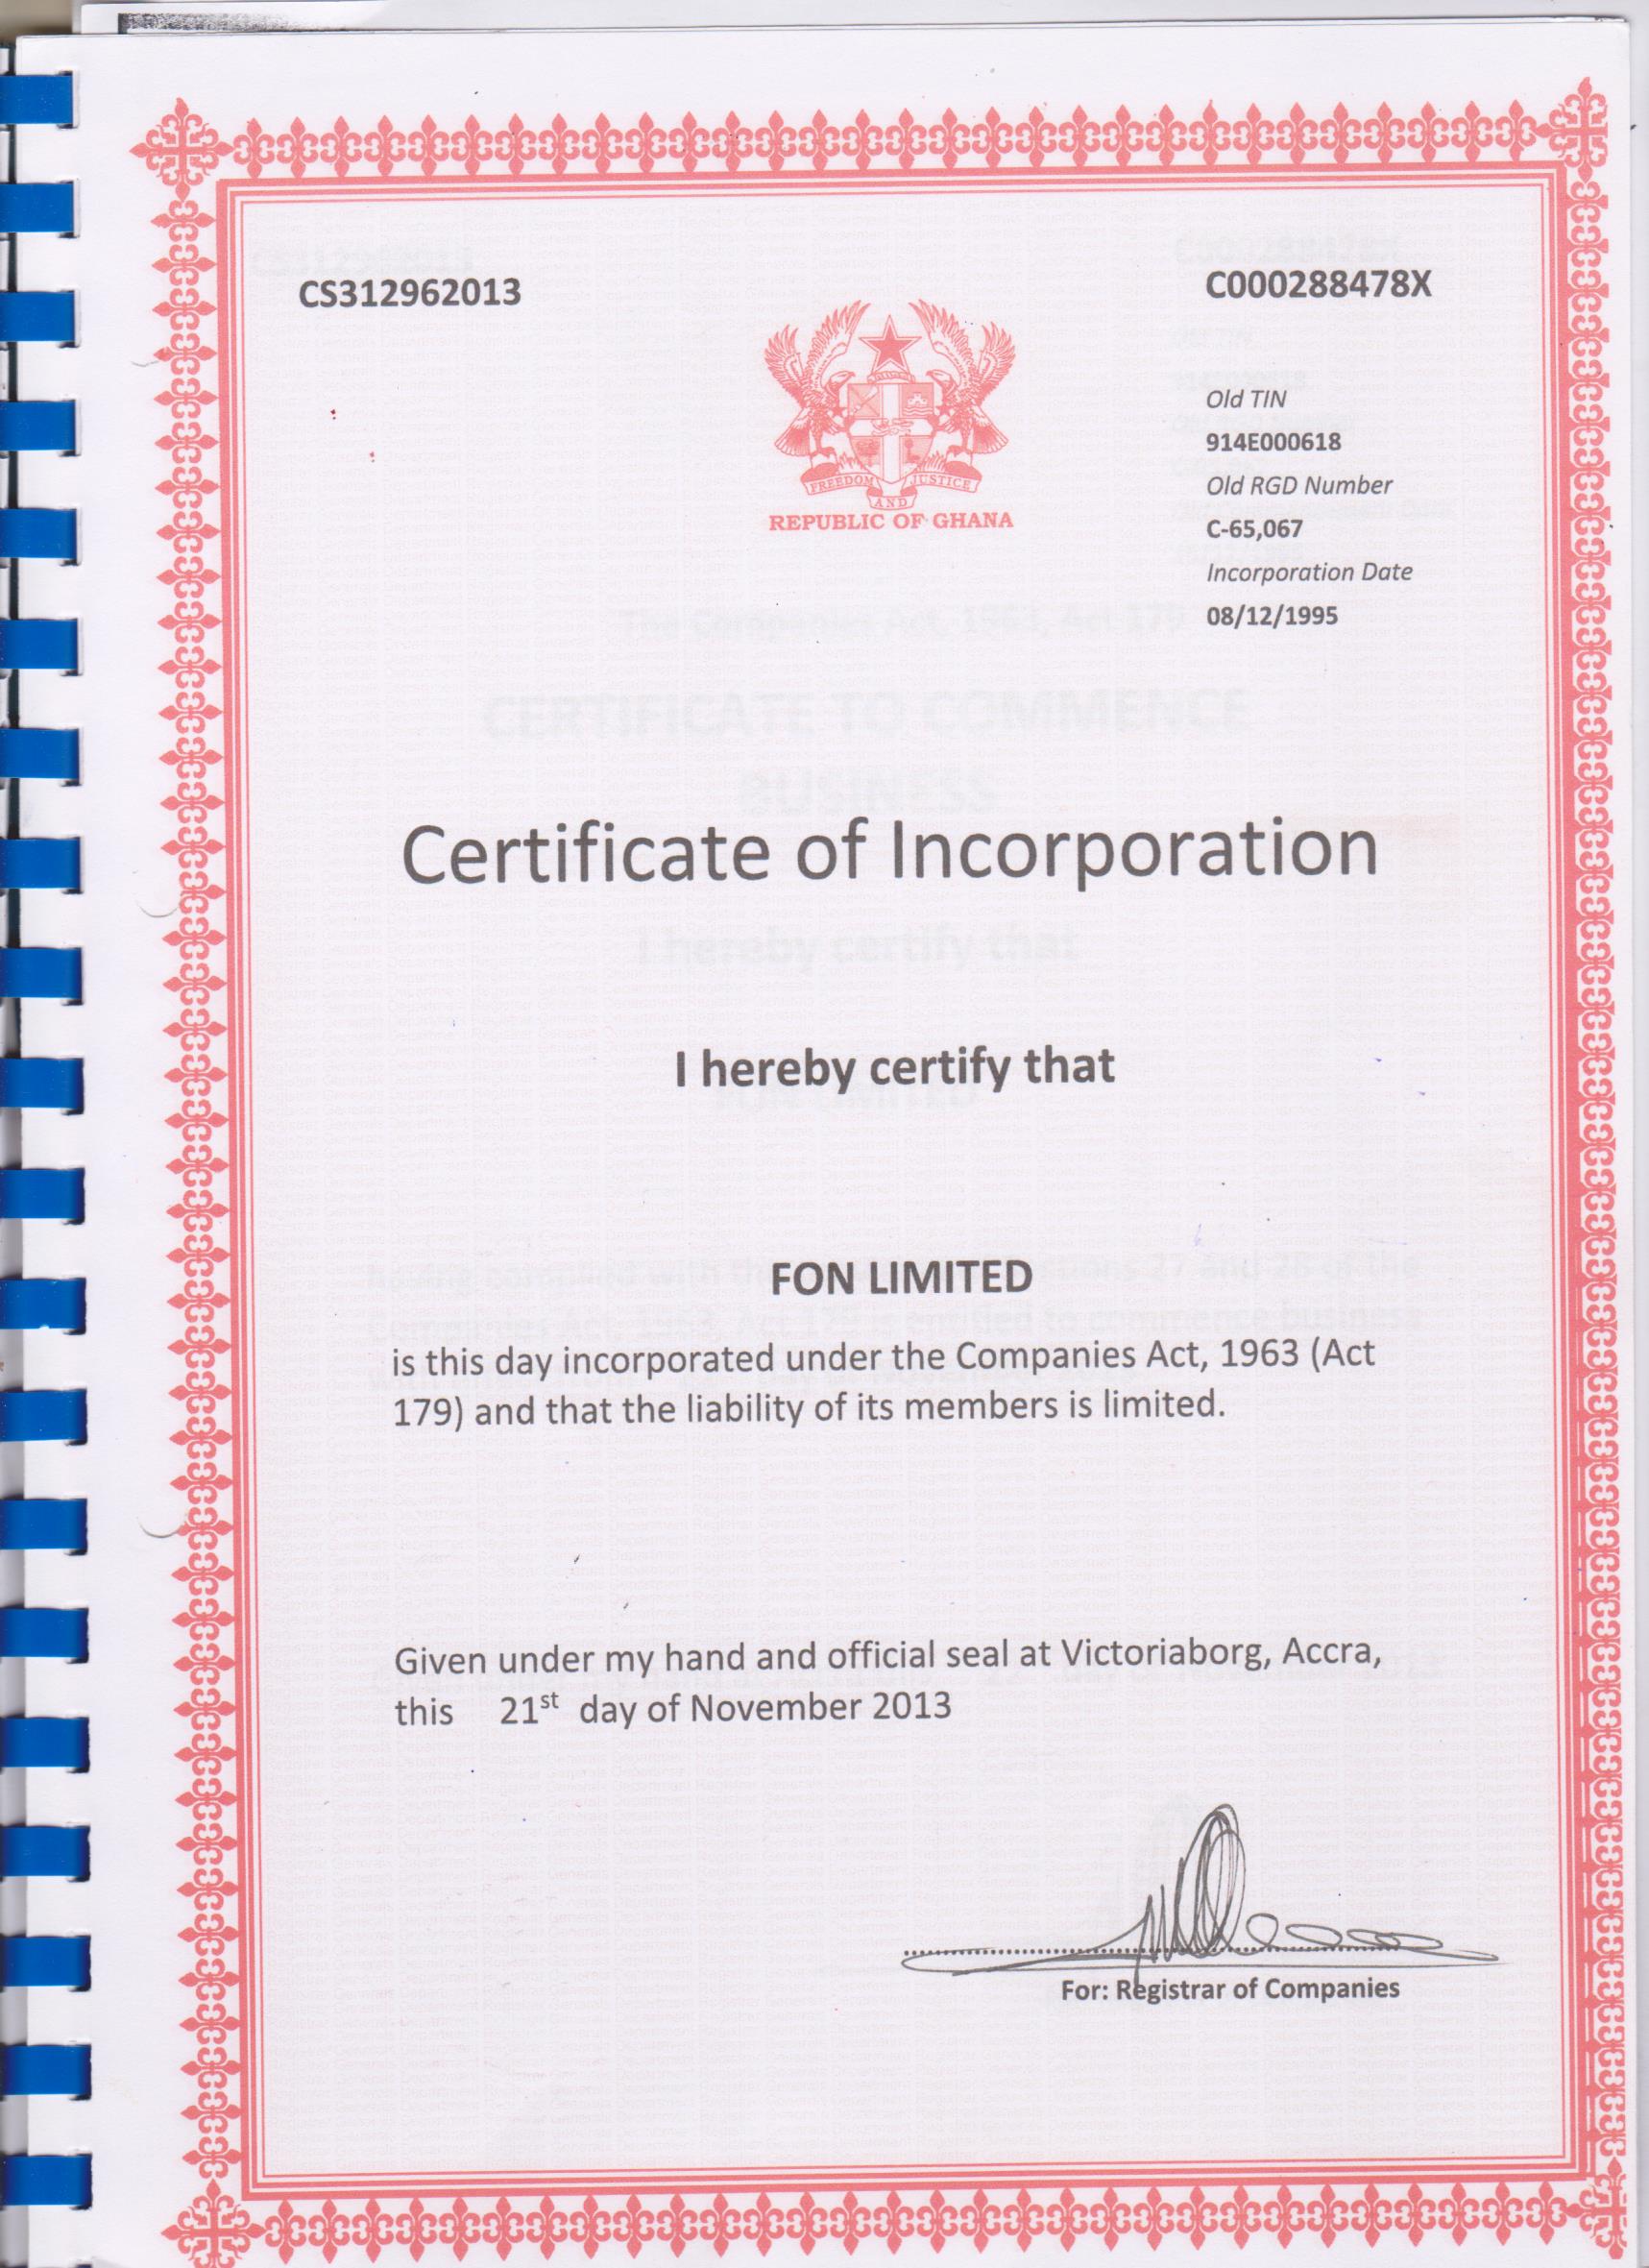 CS312962013
C000288478X
FREEDOM AND JUSTICE
REPUBLIC OF GHANA
Old TIN
914E000618
Old RGD Number
C-65,067
Incorporation Date
08/12/1995
Certificate of Incorporation
I hereby certify that
FON LIMITED
is this day incorporated under the Companies Act, 1963 (Act
179) and that the liability of its members is limited.
Given under my hand and official seal at Victoriaborg, Accra,
this 21st day of November 2013
For: Registrar of Companies